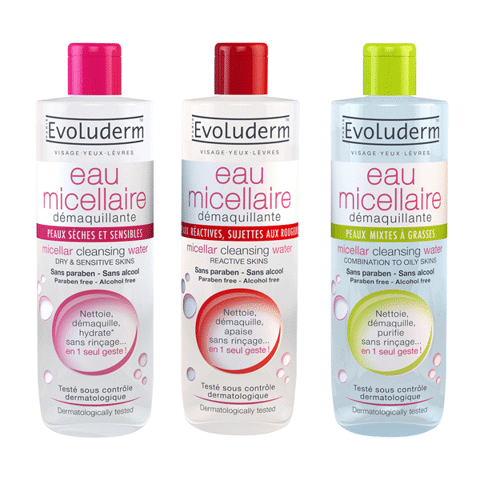 Evoluderm
VISAGE-YEUX-LÈVRES
eau
micellaire
démaquillante
PEAUX SÈCHES ET SENSIBLES
micellar cleansing water
DRY & SENSITIVE SKINS
Sans paraben - Sans alcool
Paraben free - Alcohol free
Nettoie,
démaquille,
hydrate*
sans rinçage...
en 1 seul geste!
Testé sous contrôle
dermatologique
Dermatologically tested
Evoluderm
VISAGE-YEUX-LÈVRES
eau
micellaire
démaquillante
RÉACTIVES, SUJETTES AUX
micellar cleansing water
REACTIVE SKINS
Sans paraben - Sans alcool
Paraben free - Alcohol free
Nettoie,
démaquille,
apaise
sans rinçage...
en 1 seul geste!
Testé sous contrôle
dermatologique
Dermatologically tested
Evoluderm
VISAGE-YEUX-LÈVRES
eau
micellaire
démaquillante
PEAUX MIXTES À GRASSES
micellar cleansing water
COMBINATION TO OILY SKINS
Sans paraben - Sans alcool
Paraben free - Alcohol free
Nettoie,
démaquille,
purifie
sans rinçage...
en 1 seul geste!
Testé sous contrôle
dermatologique
Dermatologically tested